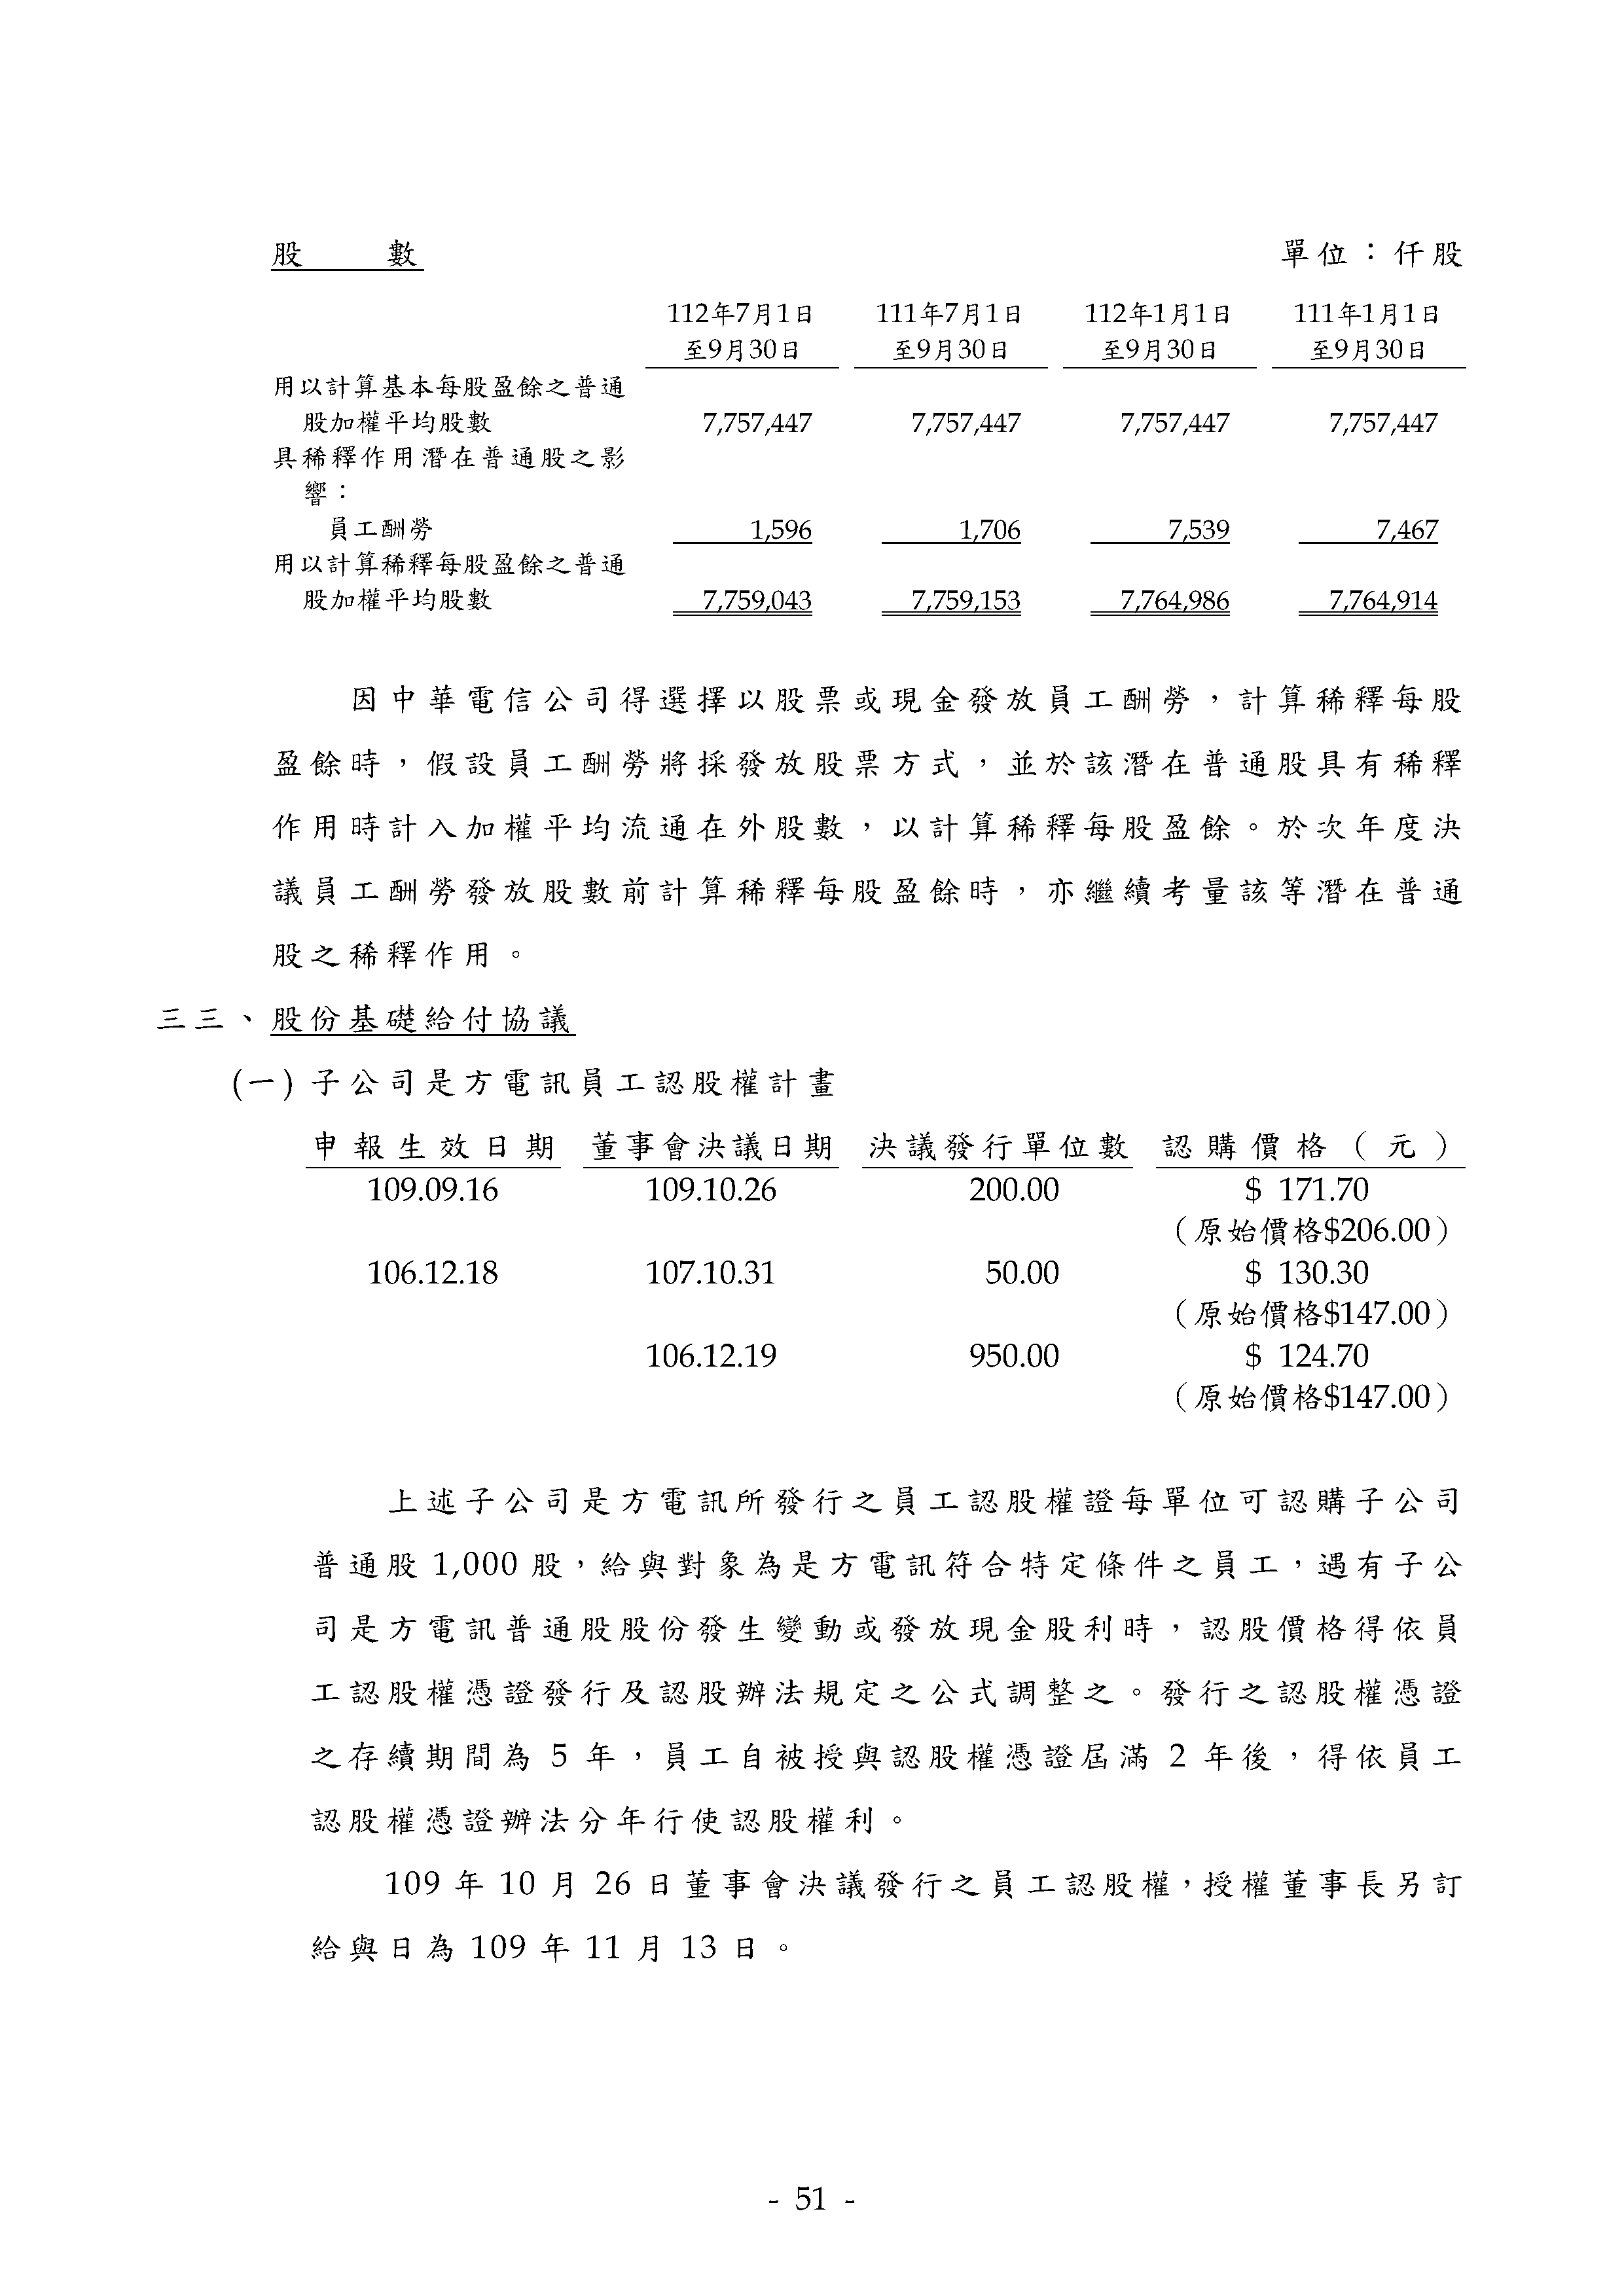 股　　數　　單位：仟股
112年7月1日　111年7月1日　112年1月1日　111年1月1日
至9月30日　至9月30日　至9月30日　至9月30日
用以計算基本每股盈餘之普通
股加權平均股數　7,757,447　7,757,447　7,757,447　7,757,447
具稀釋作用潛在普通股之影
響：
員工酬勞　1,596　1,706　7,539　7,467
用以計算稀釋每股盈餘之普通
股加權平均股數　7,759,043　7,759,153　7,764,986　7,764,914
因中華電信公司得選擇以股票或現金發放員工酬勞，計算稀釋每股
盈餘時，假設員工酬勞將採發放股票方式，並於該潛在普通股具有稀釋
作用時計入加權平均流通在外股數，以計算稀釋每股盈餘。於次年度決
議員工酬勞發放股數前計算稀釋每股盈餘時，亦繼續考量該等潛在普通
股之稀釋作用。
三三、股份基礎給付協議
(一) 子公司是方電訊員工認股權計畫
申報生效日期　董事會決議日期　決議發行單位數　認購價格（元）
109.09.16　109.10.26　200.00　$ 171.70
（原始價格$206.00）
106.12.18　107.10.31　50.00　$ 130.30
（原始價格$147.00）
106.12.19　950.00　$ 124.70
（原始價格$147.00）
上述子公司是方電訊所發行之員工認股權證每單位可認購子公司
普通股 1,000 股，給與對象為是方電訊符合特定條件之員工，遇有子公
司是方電訊普通股股份發生變動或發放現金股利時，認股價格得依員
工認股權憑證發行及認股辦法規定之公式調整之。發行之認股權憑證
之存續期間為 5 年，員工自被授與認股權憑證屆滿 2 年後，得依員工
認股權憑證辦法分年行使認股權利。
109 年 10 月 26 日董事會決議發行之員工認股權，授權董事長另訂
給與日為 109 年 11 月 13 日。
- 51 -